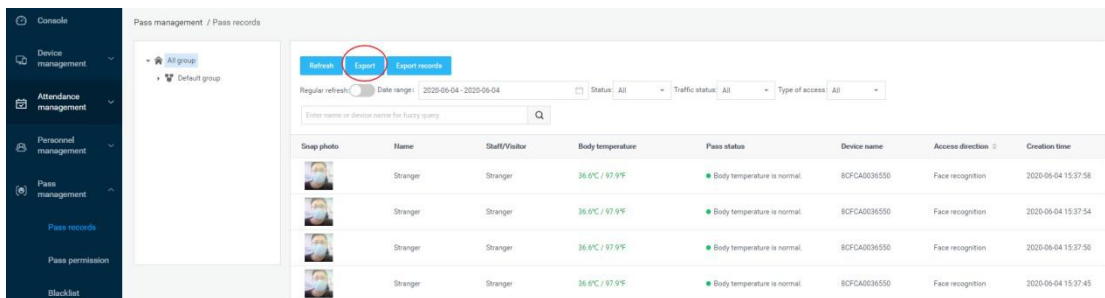 Console
Device
management
Attendance
management
Personnel
management
Pass
management
Pass records
Pass permission
Blacklist
Pass management / Pass records
All group
Default group
Refresh Export Export records
Regular refresh: Date range: 2020-06-04 - 2020-06-04 Status: All Traffic status: All Type of access: All
Enter name or device name for fuzzy query
Snap photo Name Staff/Visitor Body temperature Pass status Device name Access direction Creation time
Stranger Stranger 36.6℃ / 97.9℉ Body temperature is normal. 8CFCA0036550 Face recognition 2020-06-04 15:37:58
Stranger Stranger 36.6℃ / 97.9℉ Body temperature is normal. 8CFCA0036550 Face recognition 2020-06-04 15:37:54
Stranger Stranger 36.6℃ / 97.9℉ Body temperature is normal. 8CFCA0036550 Face recognition 2020-06-04 15:37:50
Stranger Stranger 36.6℃ / 97.9℉ Body temperature is normal. 8CFCA0036550 Face recognition 2020-06-04 15:37:45